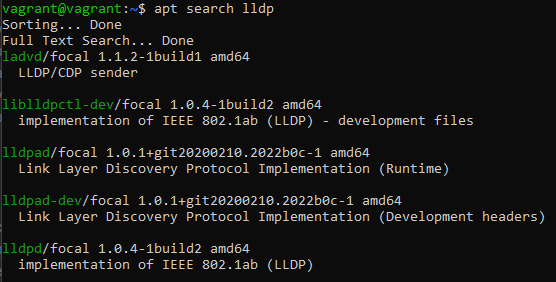 vagrant@vagrant:~$ apt search lldp
Sorting... Done
Full Text Search... Done
ladvd/focal 1.1.2-1build1 amd64
  LLDP/CDP sender

liblldpctl-dev/focal 1.0.4-1build2 amd64
  implementation of IEEE 802.1ab (LLDP) - development files

lldpad/focal 1.0.1+git20200210.2022b0c-1 amd64
  Link Layer Discovery Protocol Implementation (Runtime)

lldpad-dev/focal 1.0.1+git20200210.2022b0c-1 amd64
  Link Layer Discovery Protocol Implementation (Development headers)

lldpd/focal 1.0.4-1build2 amd64
  implementation of IEEE 802.1ab (LLDP)